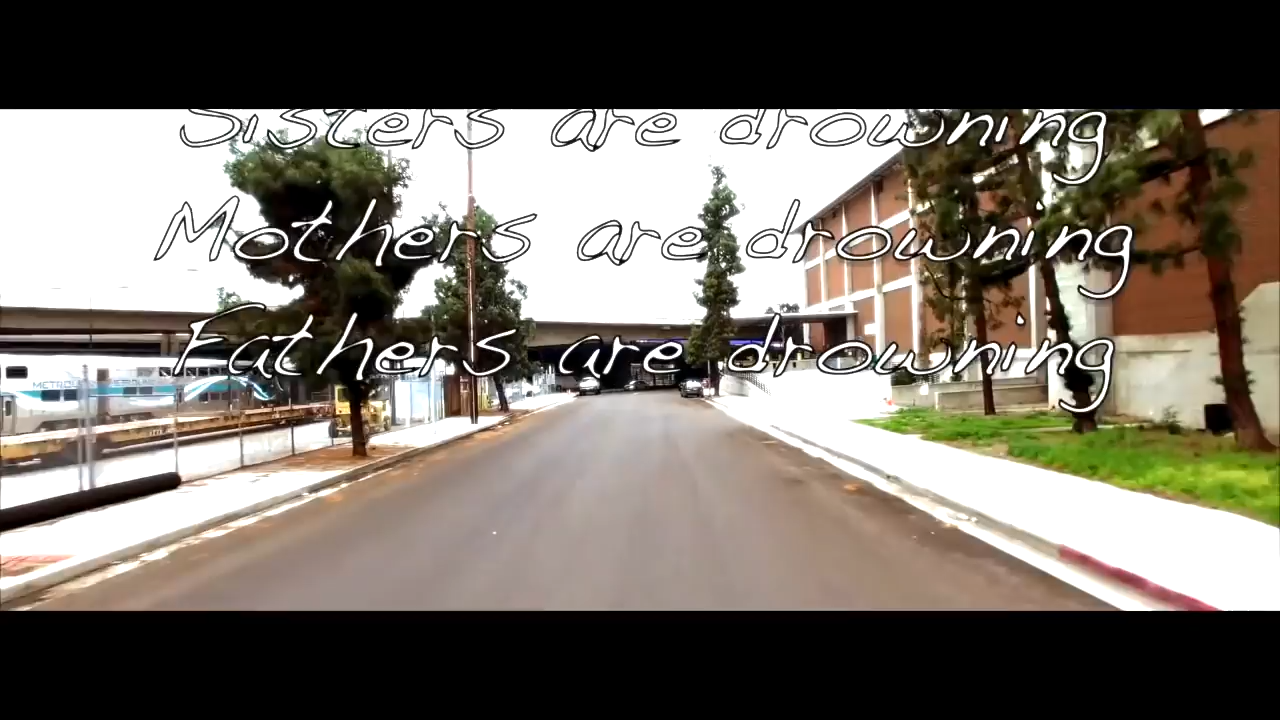 Sisters are drowning
Mothers are drowning
Fathers are drowning